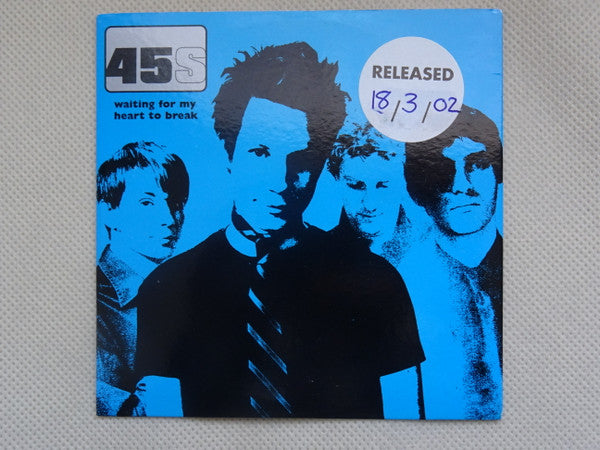 45s
waiting for my
heart to break
RELEASED
18/3/02